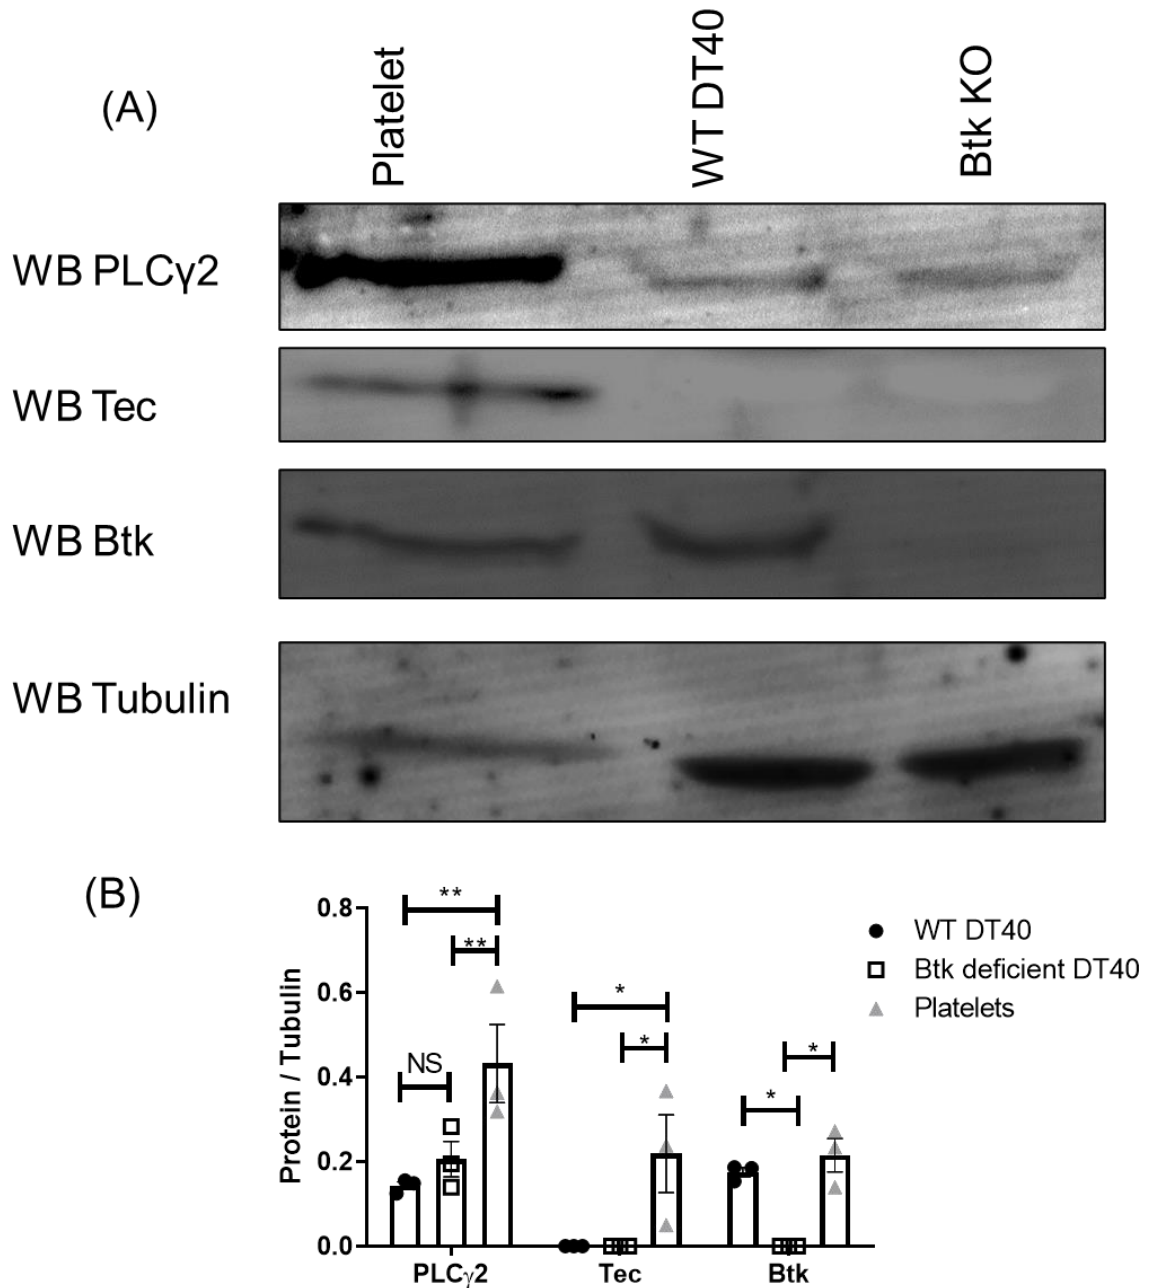 (A)
Platelet
WT DT40
Btk KO
WB PLCγ2
WB Tec
WB Btk
WB Tubulin
(B)
Protein / Tubulin
0.8
0.6
0.4
0.2
0.0
**
**
NS
*
*
*
*
PLCγ2
Tec
Btk
WT DT40
Btk deficient DT40
Platelets